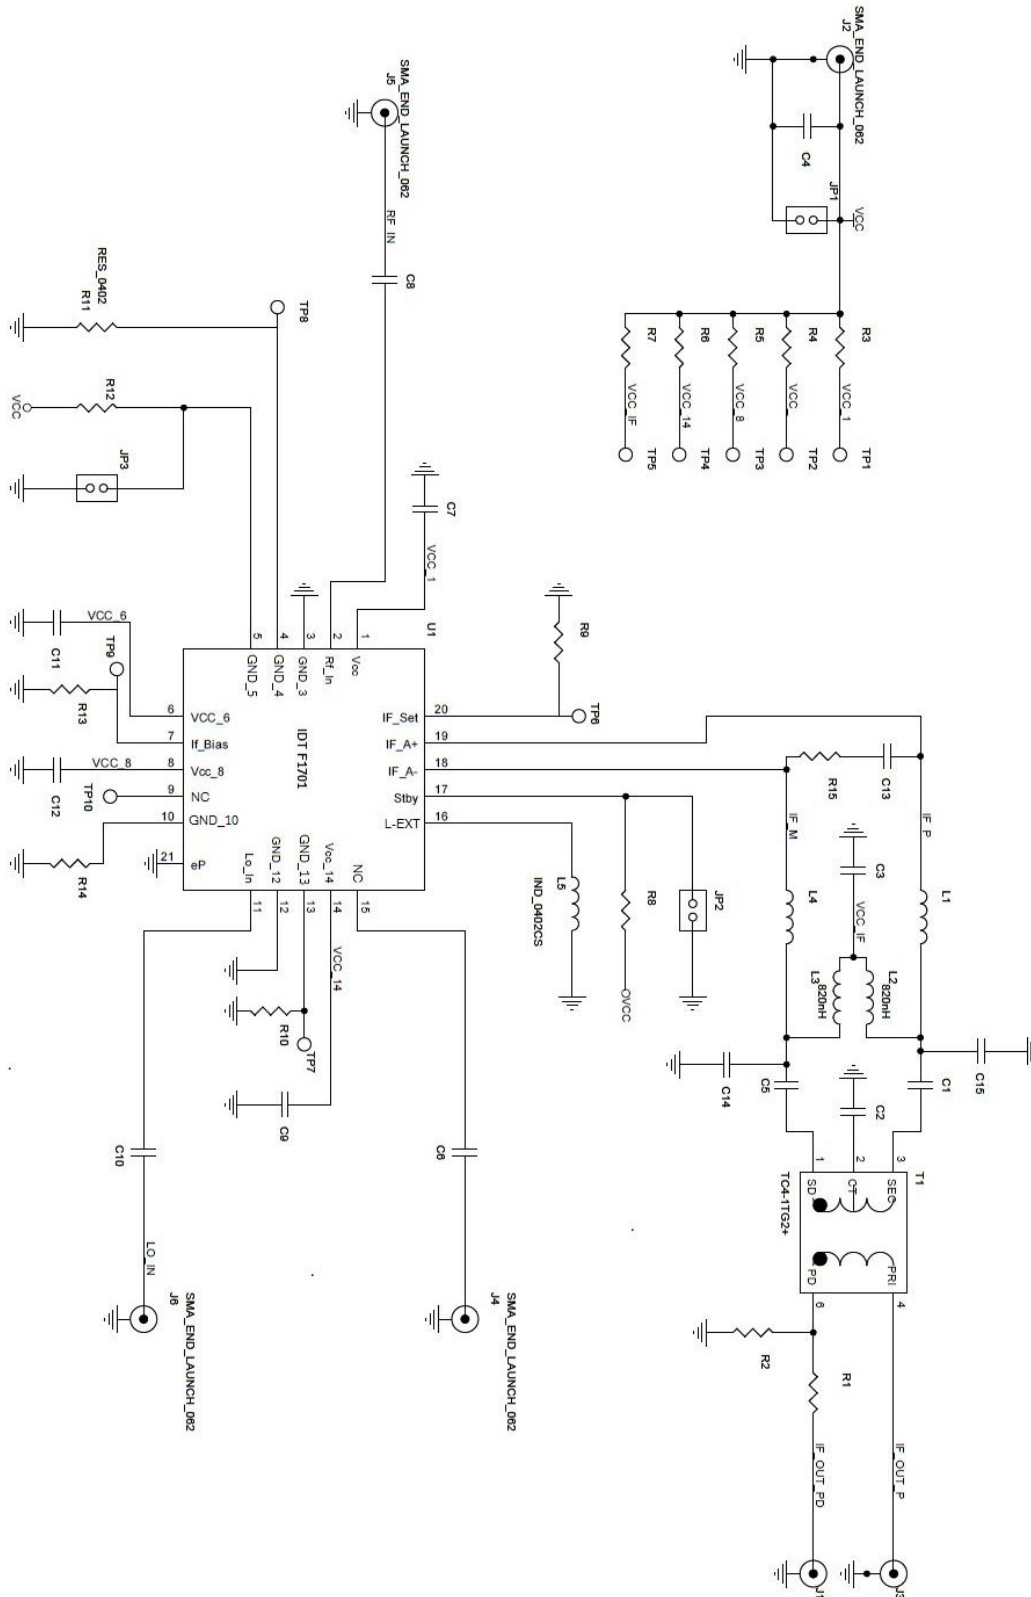 SMA_END_LAUNCH_062
J2
C4
JP1
VCC
R3
R4
R5
R6
R7
VCC_1
VCC
VCC_8
VCC_14
VCC_IF
TP1
TP2
TP3
TP4
TP5
SMA_END_LAUNCH_062
J5
RF_IN
C8
RES_0402
R11
TP8
R12
VCC
JP3
C7
VCC_1
U1
VCC_6
C11
TP9
R13
VCC_8
C12
TP10
R14
5
4
3
2
1
GND_5
GND_4
GND_3
Rf_In
Vcc
6
VCC_6
7
If_Bias
8
Vcc_8
9
NC
10
GND_10
21
eP
IDT F1701
IF_Set
20
IF_A+
19
IF_A-
18
Stby
17
L-EXT
16
Lo_In
GND_12
GND_13
Vcc_14
NC
11
12
13
14
15
R9
TP6
R15
C13
IF_M
IF_P
C3
VCC_IF
L4
L1
L3
820nH
L2
820nH
L5
IND_0402CS
R8
JP2
VCC
C14
C5
C2
C1
C15
VCC_14
R10
TP7
C9
C10
C6
LO_IN
SMA_END_LAUNCH_062
J6
SMA_END_LAUNCH_062
J4
1
2
3
T1
TC4-1TG2+
SD
CT
SEC
PD
PRI
6
4
R2
R1
IF_OUT_PD
IF_OUT_P
J1